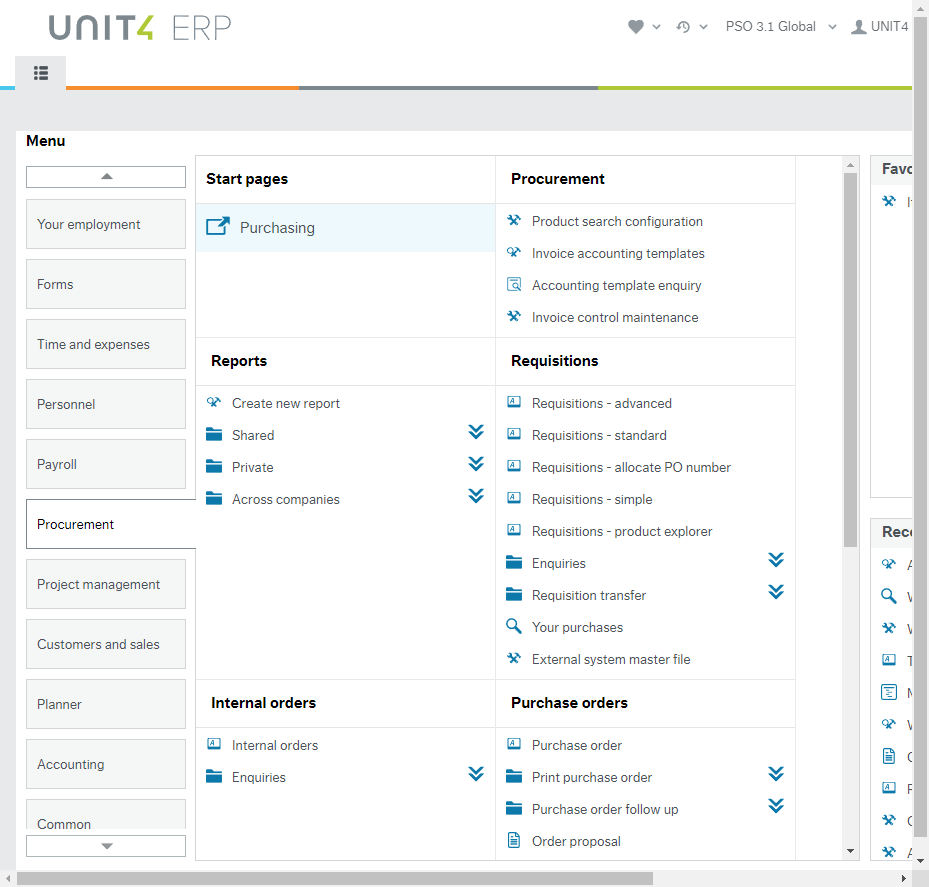 UNIT4 ERP
PSO 3.1 Global
UNIT4
Menu
Your employment
Forms
Time and expenses
Personnel
Payroll
Procurement
Project management
Customers and sales
Planner
Accounting
Common
Start pages
Purchasing
Procurement
Product search configuration
Invoice accounting templates
Accounting template enquiry
Invoice control maintenance
Reports
Create new report
Shared
Private
Across companies
Requisitions
Requisitions - advanced
Requisitions - standard
Requisitions - allocate PO number
Requisitions - simple
Requisitions - product explorer
Enquiries
Requisition transfer
Your purchases
External system master file
Internal orders
Internal orders
Enquiries
Purchase orders
Purchase order
Print purchase order
Purchase order follow up
Order proposal